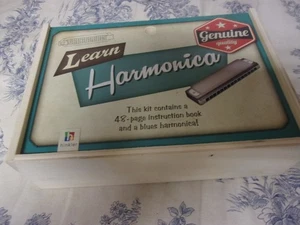 Learn
Harmonica
Genuine
This kit contains a
48-page instruction book
and a blues harmonica!